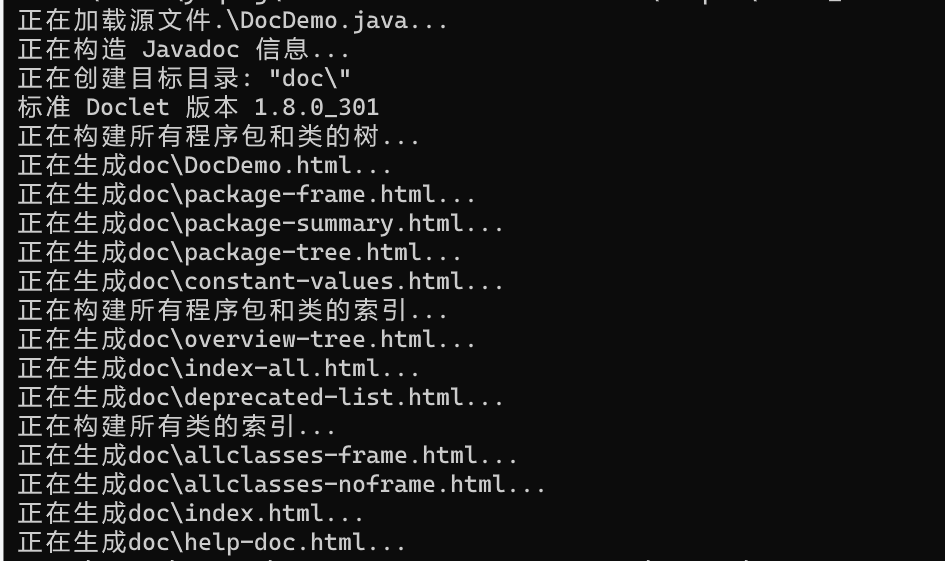 正在加载源文件.\DocDemo.java...
正在构造 Javadoc 信息...
正在创建目标目录: "doc\"
标准 Doclet 版本 1.8.0_301
正在构建所有程序包和类的树...
正在生成doc\DocDemo.html...
正在生成doc\package-frame.html...
正在生成doc\package-summary.html...
正在生成doc\package-tree.html...
正在生成doc\constant-values.html...
正在构建所有程序包和类的索引...
正在生成doc\overview-tree.html...
正在生成doc\index-all.html...
正在生成doc\deprecated-list.html...
正在构建所有类的索引...
正在生成doc\allclasses-frame.html...
正在生成doc\allclasses-noframe.html...
正在生成doc\index.html...
正在生成doc\help-doc.html...